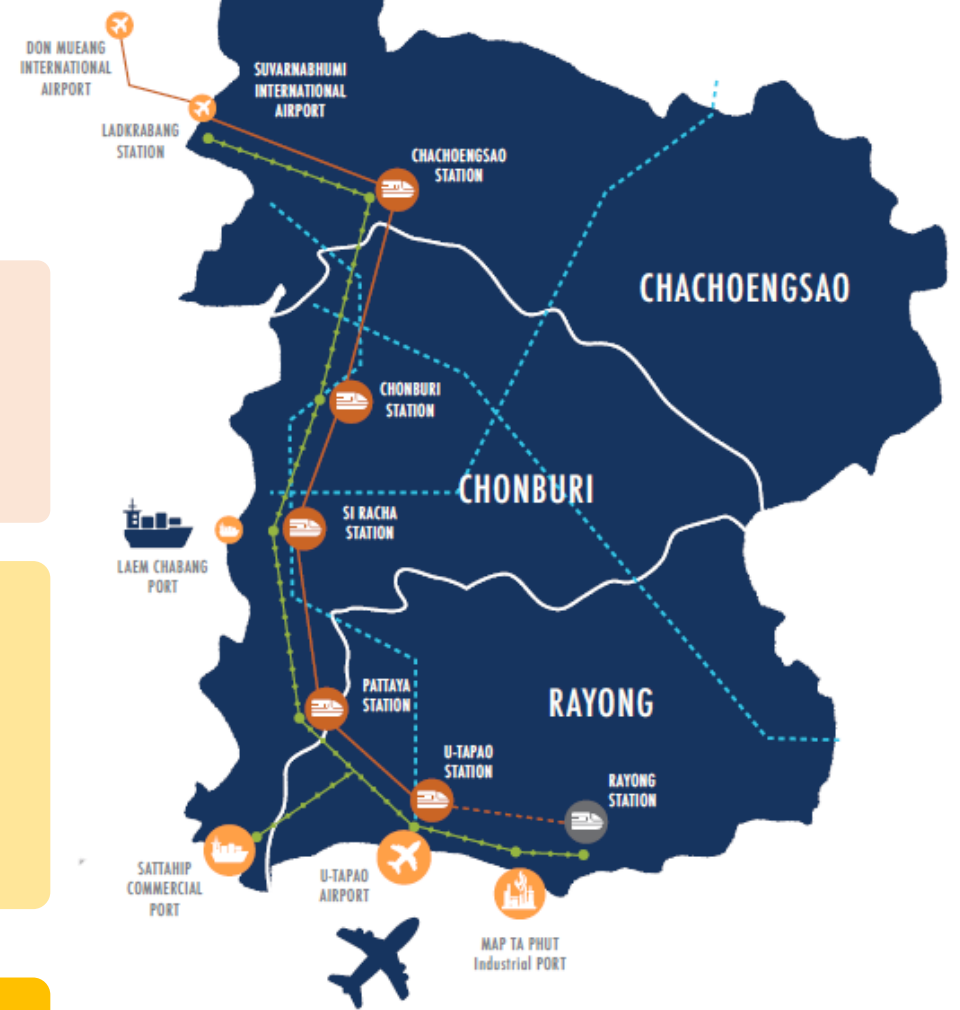 DON MUEANG
INTERNATIONAL
AIRPORT
SUVARNABHUMI
INTERNATIONAL
AIRPORT
LADKRABANG
STATION
CHACHOENGSAO
STATION
CHACHOENGSAO
CHONBURI
STATION
CHONBURI
SI RACHA
STATION
LAEM CHABANG
PORT
PATTAYA
STATION
RAYONG
U-TAPAO
STATION
RAYONG
STATION
SATTAHIP
COMMERCIAL
PORT
U-TAPAO
AIRPORT
MAP TA PHUT
Industrial PORT